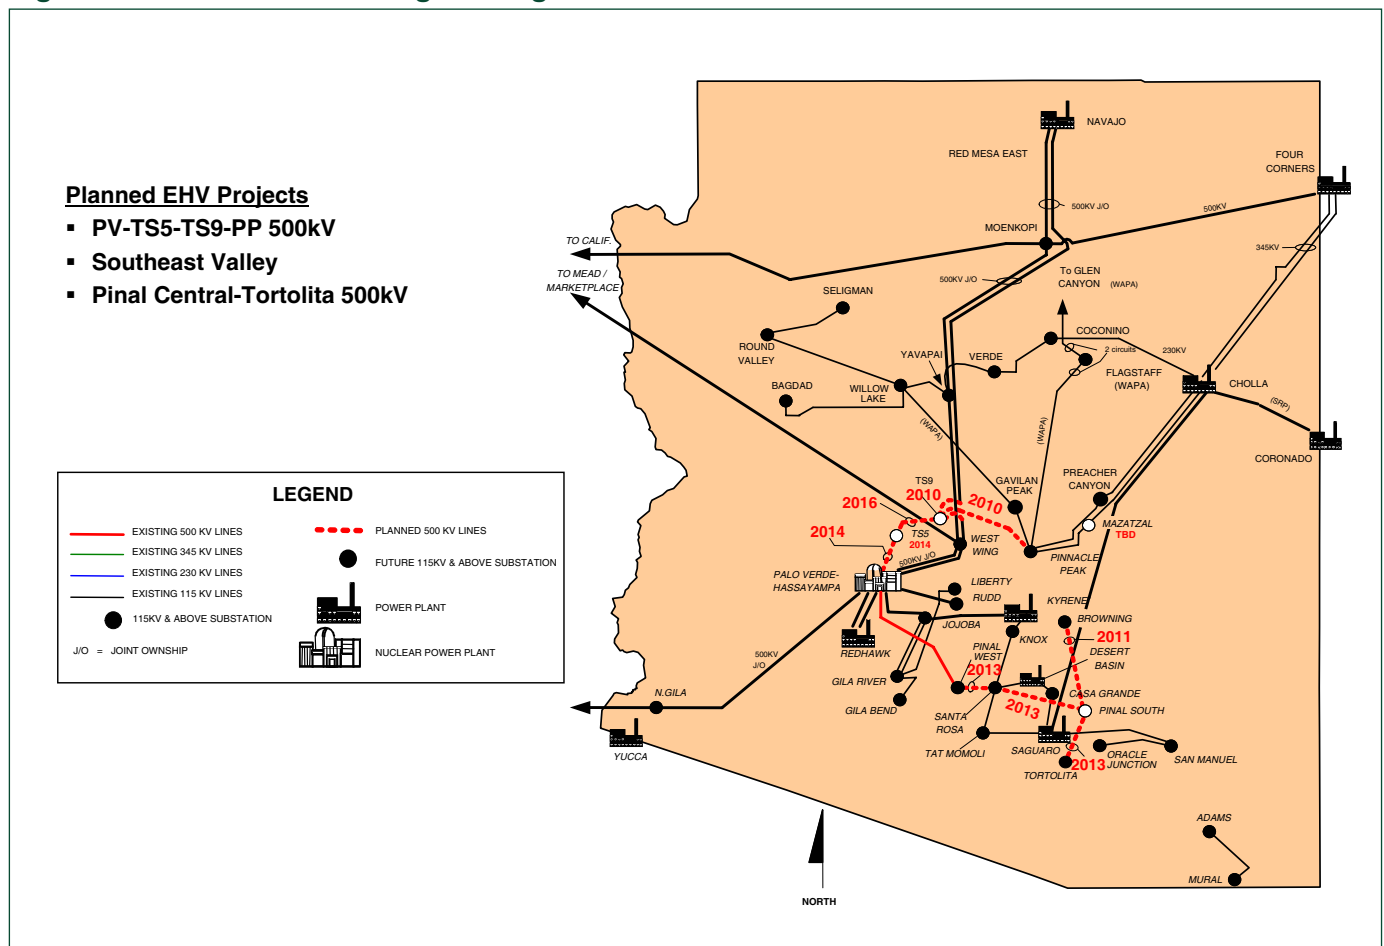 Planned EHV Projects
▪ PV-TS5-TS9-PP 500kV
▪ Southeast Valley
▪ Pinal Central-Tortolita 500kV
LEGEND
EXISTING 500 KV LINES
EXISTING 345 KV LINES
EXISTING 230 KV LINES
EXISTING 115 KV LINES
115KV & ABOVE SUBSTATION
J/O = JOINT OWNSHIP
PLANNED 500 KV LINES
FUTURE 115KV & ABOVE SUBSTATION
POWER PLANT
NUCLEAR POWER PLANT
NAVAJO
RED MESA EAST
FOUR
CORNERS
500KV J/O
500KV
MOENKOPI
TO CALIF.
345KV
TO MEAD /
MARKETPLACE
500KV J/O
To GLEN
CANYON (WAPA)
SELIGMAN
ROUND
VALLEY
YAVAPAI
VERDE
COCONINO
2 circuits
230KV
FLAGSTAFF
(WAPA)
CHOLLA
BAGDAD
WILLOW
LAKE
(WAPA)
(WAPA)
(SRP)
CORONADO
PREACHER
CANYON
GAVILAN
PEAK
TS9
2010
2010
2016
TS5
2014
2014
MAZATZAL
TBD
WEST
WING
PINNACLE
PEAK
500KV J/O
PALO VERDE-
HASSAYAMPA
LIBERTY
RUDD
KYRENE
BROWNING
JOJOBA
KNOX
2011
DESERT
BASIN
REDHAWK
PINAL
WEST
2013
500KV
J/O
GILA RIVER
CASA GRANDE
N.GILA
GILA BEND
2013
PINAL SOUTH
SANTA
ROSA
TAT MOMOLI
SAGUARO
ORACLE
JUNCTION
SAN MANUEL
YUCCA
2013
TORTOLITA
ADAMS
MURAL
NORTH